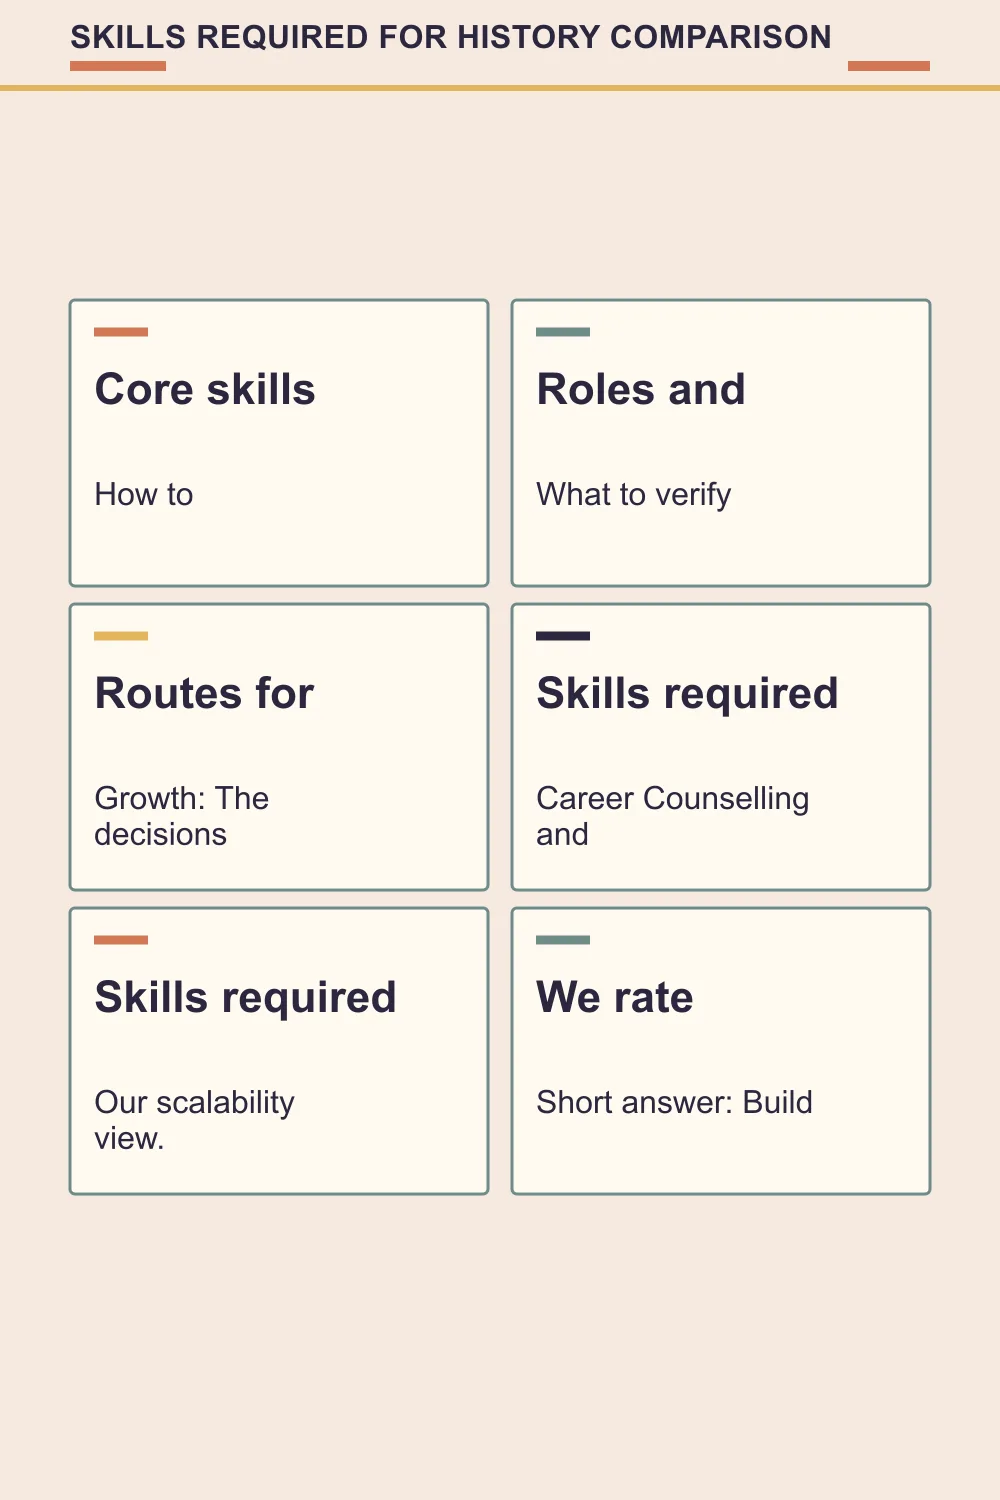 SKILLS REQUIRED FOR HISTORY COMPARISON
Core skills
How to
Roles and
What to verify
Routes for
Growth: The
decisions
Skills required
Career Counselling
and
Skills required
Our scalability
view.
We rate
Short answer: Build